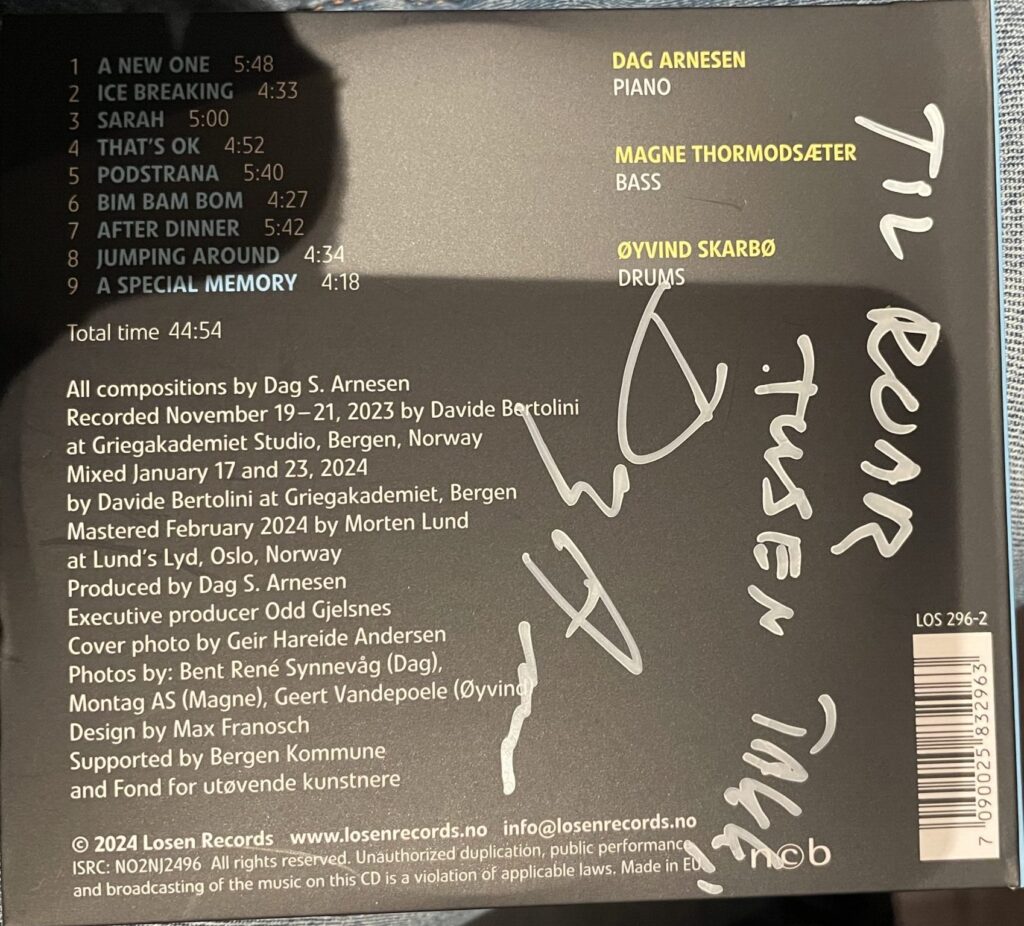 1 A NEW ONE 5:48
2 ICE BREAKING 4:33
3 SARAH 5:00
4 THAT'S OK 4:52
5 PODSTRANA 5:40
6 BIM BAM BOM 4:27
7 AFTER DINNER 5:42
8 JUMPING AROUND 4:34
9 A SPECIAL MEMORY 4:18
Total time 44:54
DAG ARNESEN
PIANO
MAGNE THORMODSÆTER
BASS
ØYVIND SKARBØ
DRUMS
All compositions by Dag S. Arnesen
Recorded November 19–21, 2023 by Davide Bertolini
at Griegakademiet Studio, Bergen, Norway
Mixed January 17 and 23, 2024
by Davide Bertolini at Griegakademiet, Bergen
Mastered February 2024 by Morten Lund
at Lund's Lyd, Oslo, Norway
Produced by Dag S. Arnesen
Executive producer Odd Gjelsnes
Cover photo by Geir Hareide Andersen
Photos by: Bent René Synnevåg (Dag),
Montag AS (Magne), Geert Vandepoele (Øyvind)
Design by Max Franosch
Supported by Bergen Kommune
and Fond for utøvende kunstnere
© 2024 Losen Records www.losenrecords.no info@losenrecords.no
ISRC: NO2NJ2496 All rights reserved. Unauthorized duplication, public performance,
and broadcasting of the music on this CD is a violation of applicable laws. Made in EU
n©b
LOS 296-2
7 090025 832963
TIL ROAR
TUSEN TAKK!
Dag A